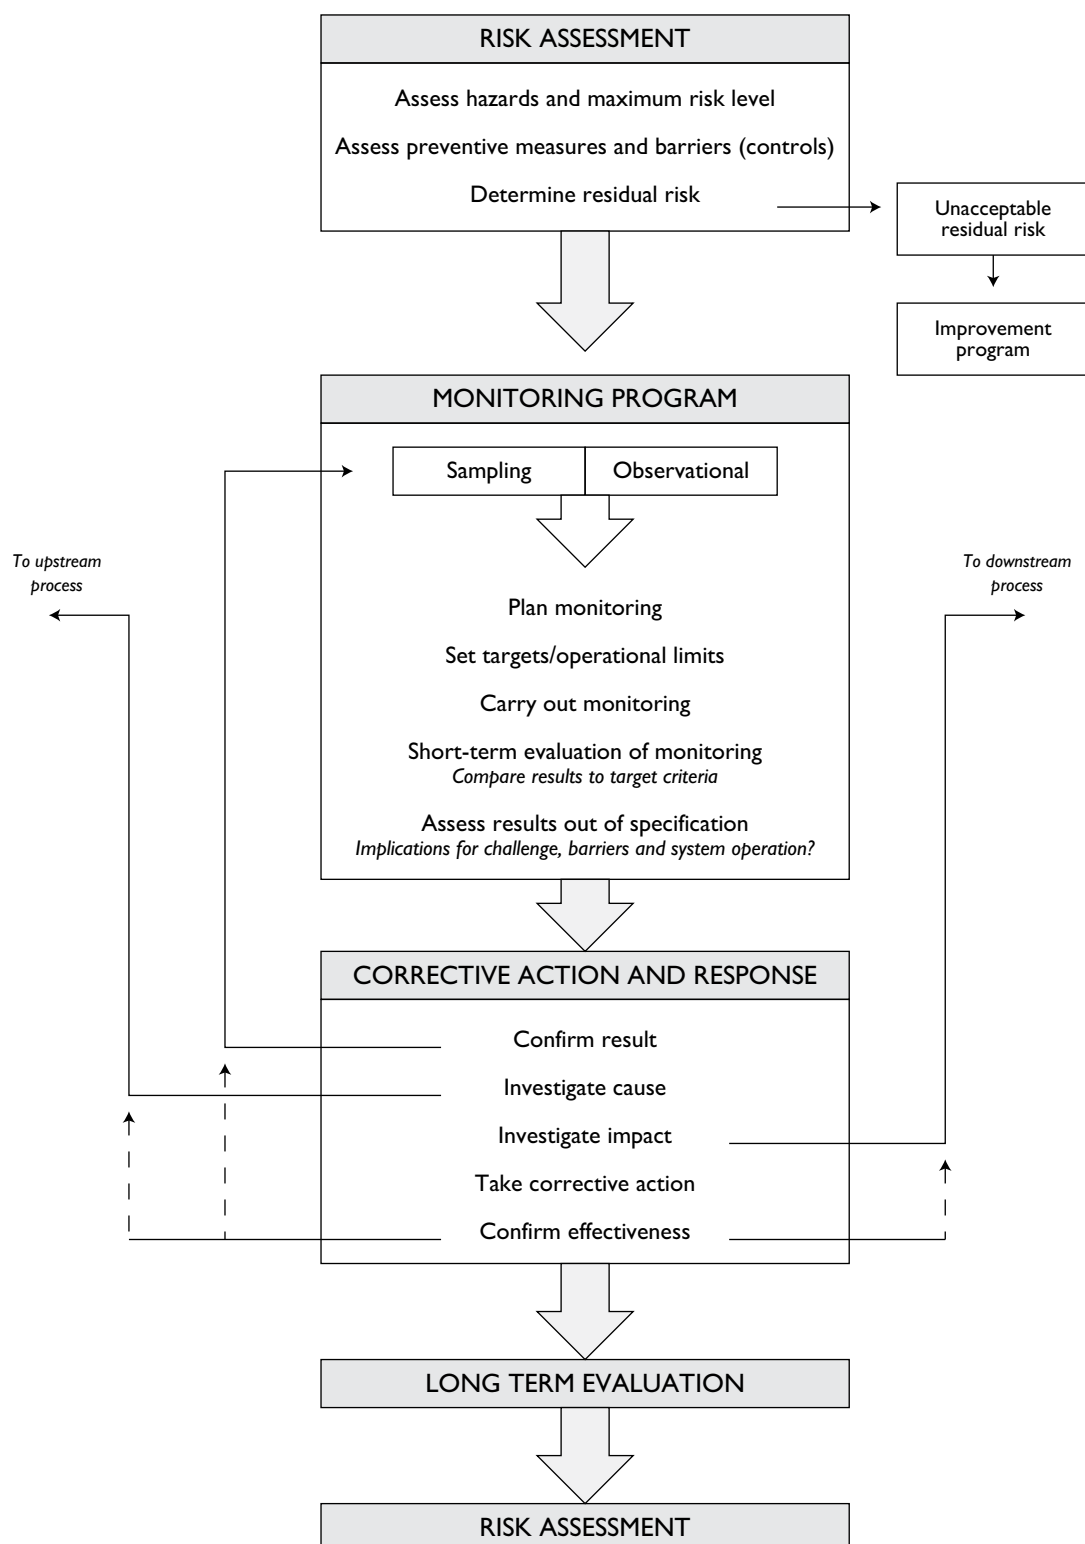 RISK ASSESSMENT
Assess hazards and maximum risk level
Assess preventive measures and barriers (controls)
Determine residual risk
Unacceptable
residual risk
Improvement
program
MONITORING PROGRAM
Sampling
Observational
To upstream
process
To downstream
process
Plan monitoring
Set targets/operational limits
Carry out monitoring
Short-term evaluation of monitoring
Compare results to target criteria
Assess results out of specification
Implications for challenge, barriers and system operation?
CORRECTIVE ACTION AND RESPONSE
Confirm result
Investigate cause
Investigate impact
Take corrective action
Confirm effectiveness
LONG TERM EVALUATION
RISK ASSESSMENT